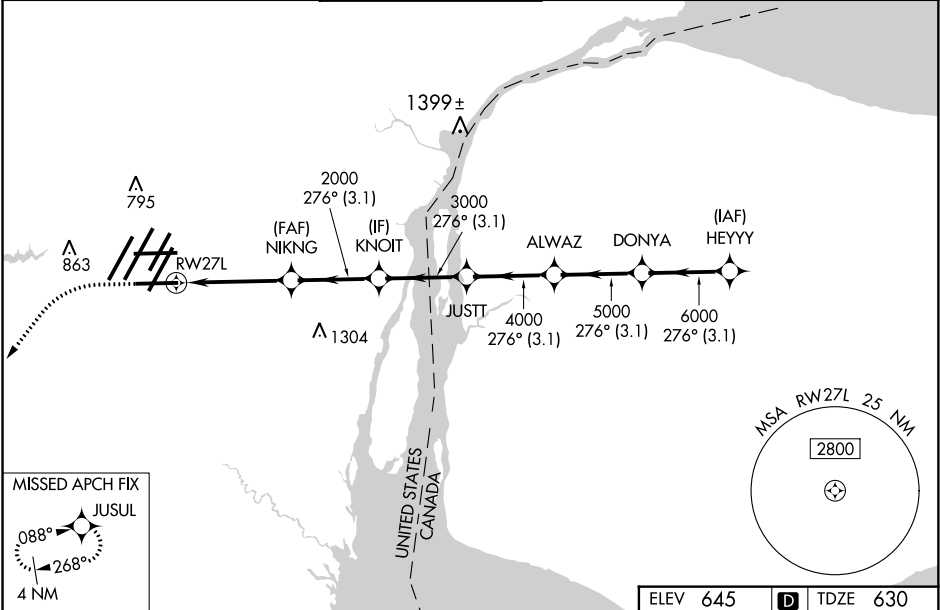 1399±
795
863
RW27L
(FAF)
NIKNG
2000
276° (3.1)
(IF)
KNOIT
3000
276° (3.1)
JUSTT
ALWAZ
4000
276° (3.1)
DONYA
5000
276° (3.1)
(IAF)
HEYYY
6000
276° (3.1)
1304
UNITED STATES
CANADA
MSA RW27L 25 NM
2800
MISSED APCH FIX
JUSUL
088°
268°
4 NM
ELEV 645 D TDZE 630